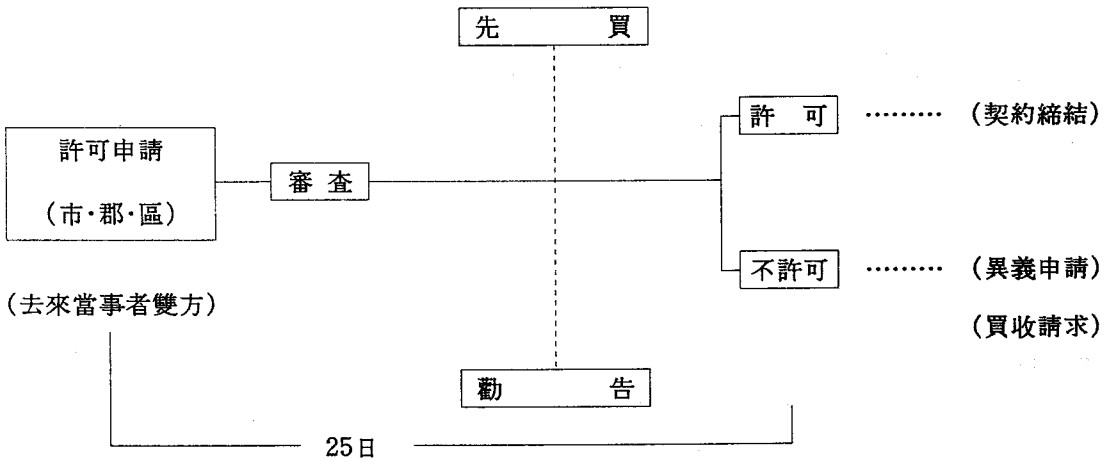 先 買
許 可 ……… (契約締結)
許可申請
(市·郡·區)
審 査
不許可 ……… (異義申請)
(去來當事者雙方)
(買收請求)
勸 告
25日